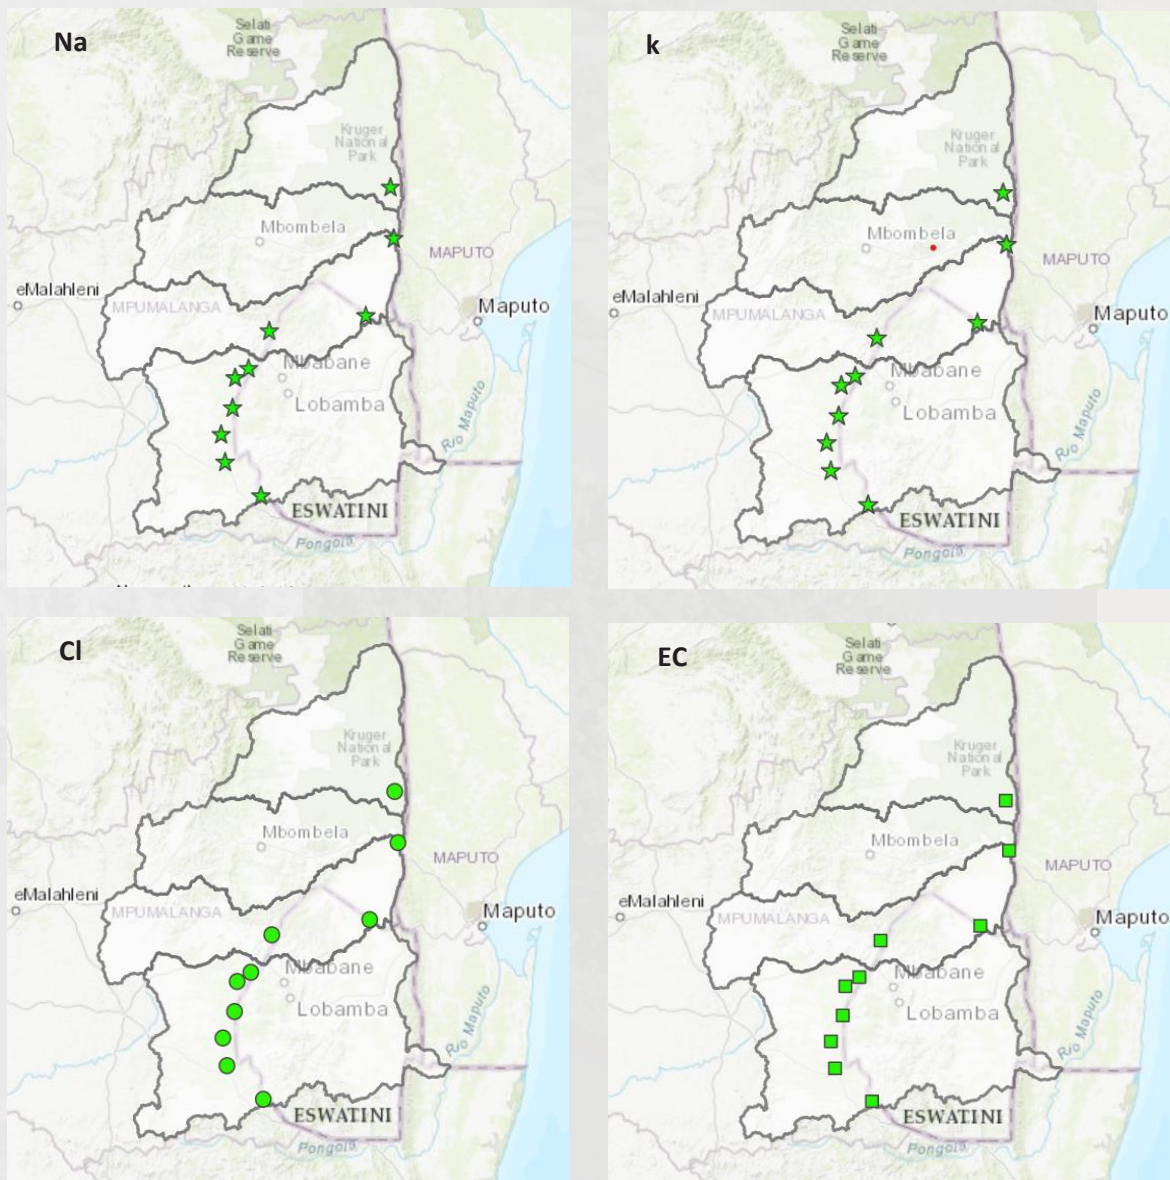 Na
Selati
Game
Reserve
Kruger
National
Park
Mbombela
MAPUTO
eMalahleni
MPUMALANGA
Maputo
Mbabane
Lobamba
Rio Maputo
ESWATINI
Pongola
k
Selati
Game
Reserve
Kruger
National
Park
Mbombela
MAPUTO
eMalahleni
MPUMALANGA
Maputo
Mbabane
Lobamba
Rio Maputo
ESWATINI
Pongola
Cl
Selati
Game
Reserve
Kruger
National
Park
Mbombela
MAPUTO
eMalahleni
MPUMALANGA
Maputo
Mbabane
Lobamba
Rio Maputo
ESWATINI
Pongola
EC
Selati
Game
Reserve
Kruger
National
Park
Mbombela
MAPUTO
eMalahleni
MPUMALANGA
Maputo
Mbabane
Lobamba
Rio Maputo
ESWATINI
Pongola